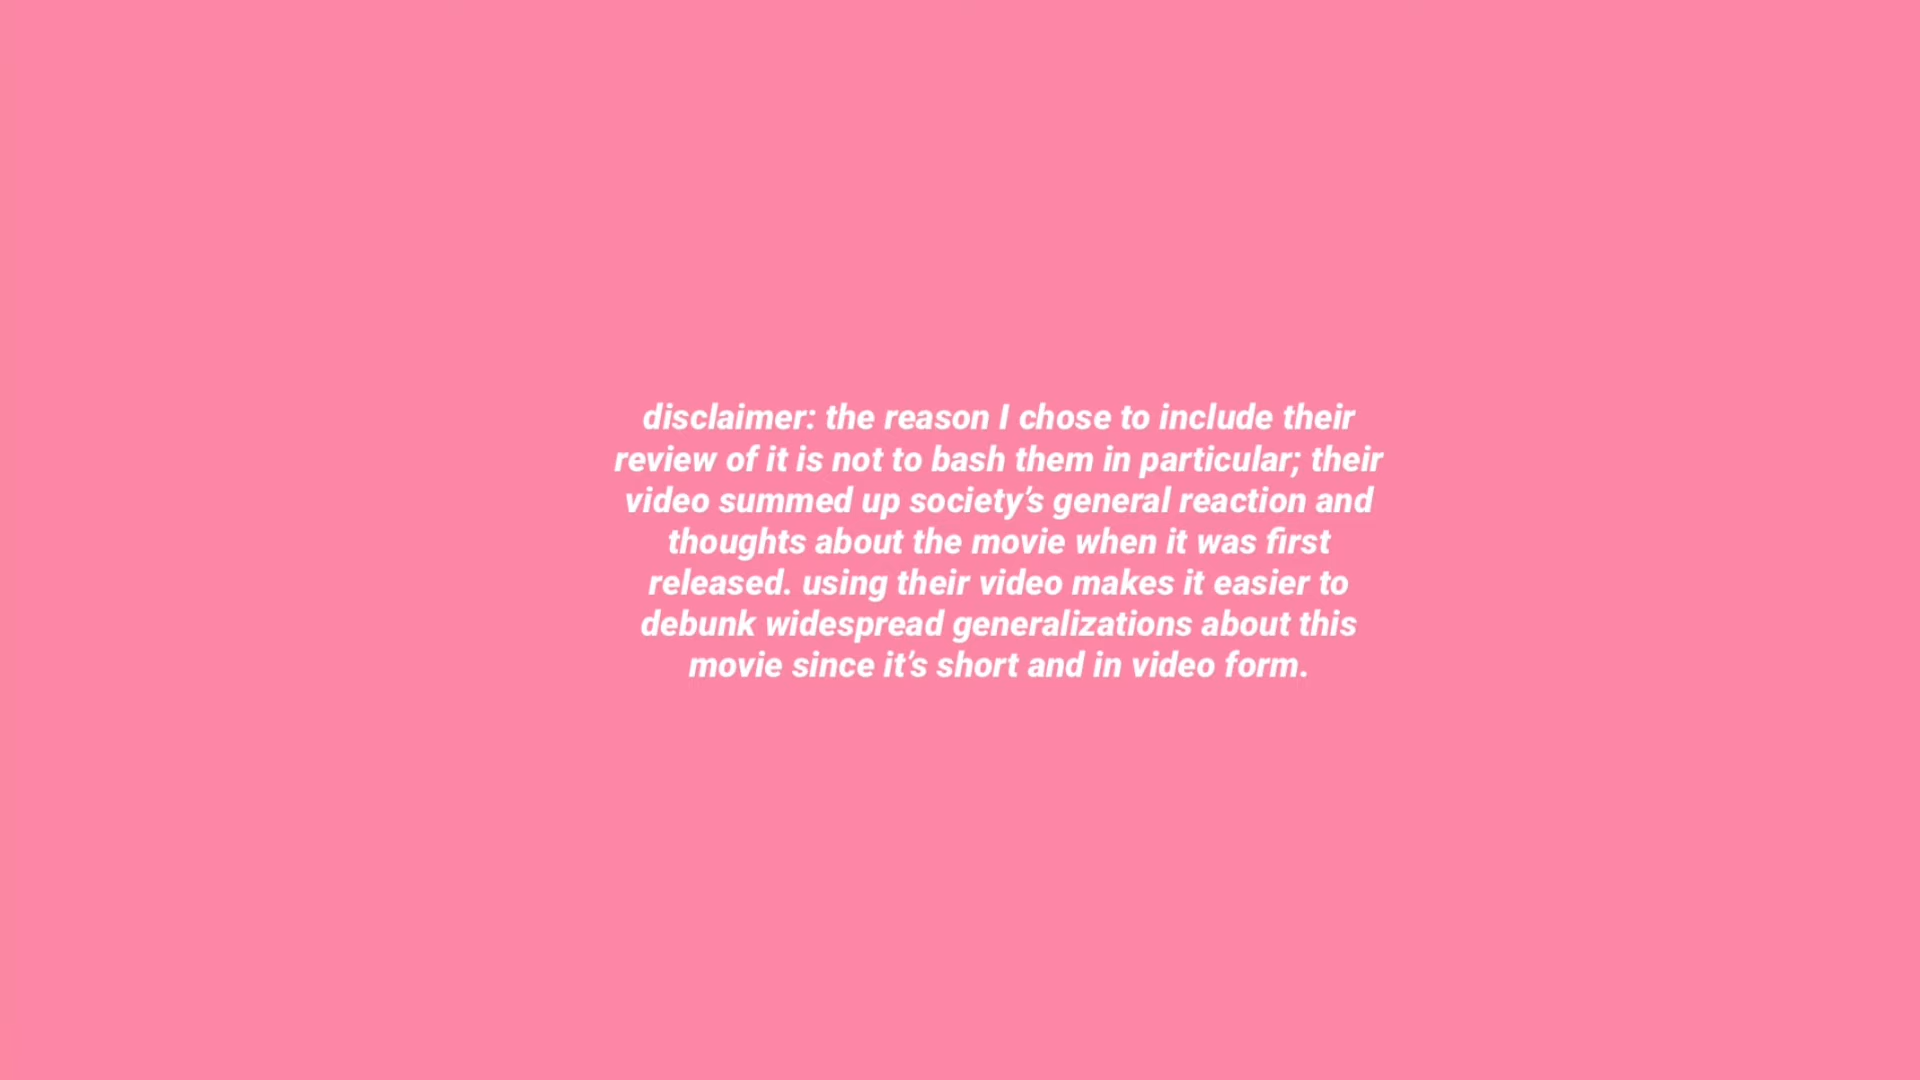 disclaimer: the reason I chose to include their
review of it is not to bash them in particular; their
video summed up society’s general reaction and
thoughts about the movie when it was first
released. using their video makes it easier to
debunk widespread generalizations about this
movie since it’s short and in video form.